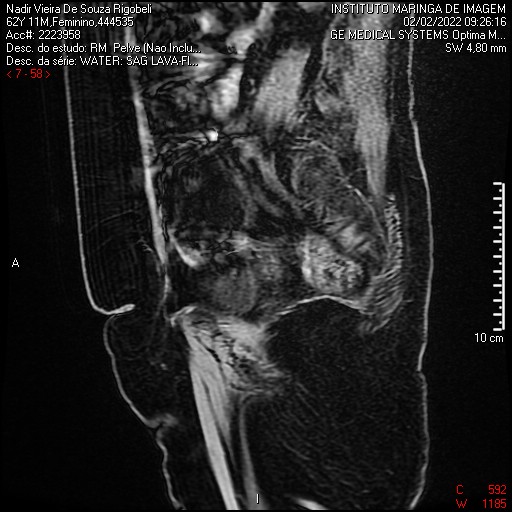 Nadir Vieira De Souza Rigobeli
62Y 11M,Feminino,444535
Acc#: 2223958
Desc. do estudo: RM Pelve (Nao Inclu...
Desc. da série: WATER: SAG LAVA-Fl...
< 7 - 58 >
INSTITUTO MARINGA DE IMAGEM
02/02/2022 09:26:16
GE MEDICAL SYSTEMS Optima M...
SW 4,80 mm
A
10 cm
I
C 592
W 1185